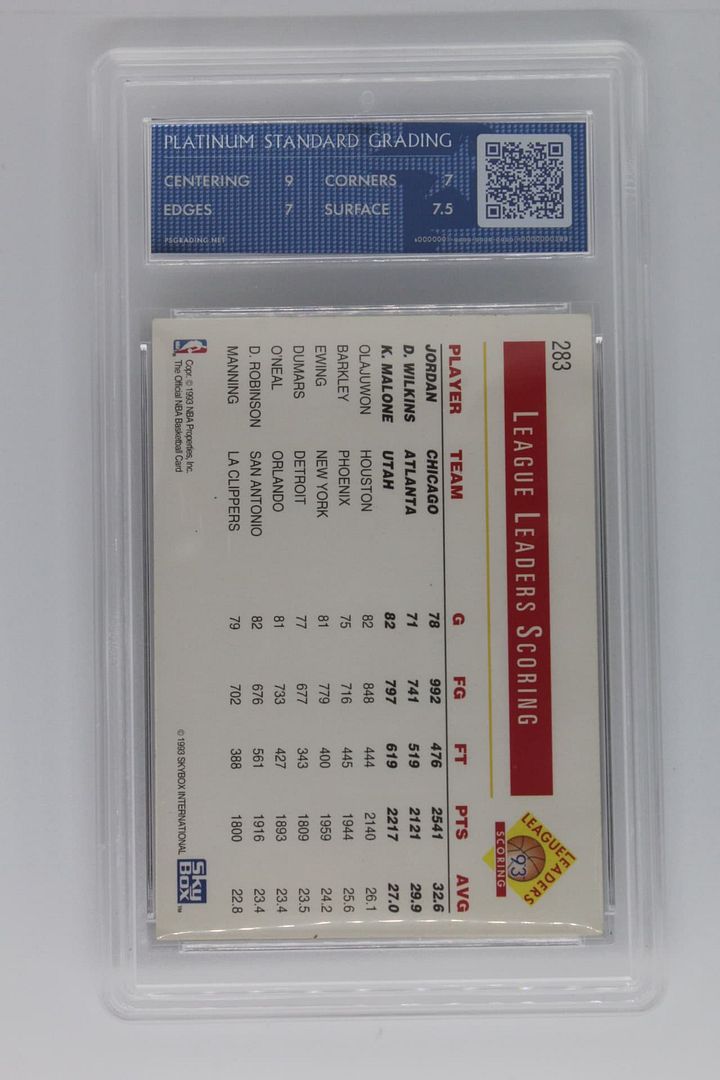 PLATINUM STANDARD GRADING
CENTERING 9 CORNERS 7
EDGES 7 SURFACE 7.5
PSGRADING.NET
283
LEAGUE LEADERS SCORING
LEAGUE LEADERS
93
SCORING
PLAYER TEAM G FG FT PTS AVG
JORDAN CHICAGO 78 992 476 2541 32.6
D. WILKINS ATLANTA 71 741 519 2121 29.9
K. MALONE UTAH 82 797 619 2217 27.0
OLAJUWON HOUSTON 82 848 444 2140 26.1
BARKLEY PHOENIX 75 716 445 1944 25.6
EWING NEW YORK 81 779 400 1959 24.2
DUMARS DETROIT 77 677 343 1809 23.5
O'NEAL ORLANDO 81 733 427 1893 23.4
D. ROBINSON SAN ANTONIO 82 676 561 1916 23.4
MANNING LA CLIPPERS 79 702 388 1800 22.8
Copr. © 1993 NBA Properties, Inc.
The Official NBA Basketball Card
© 1993 SKYBOX INTERNATIONAL
SKY
BOX™